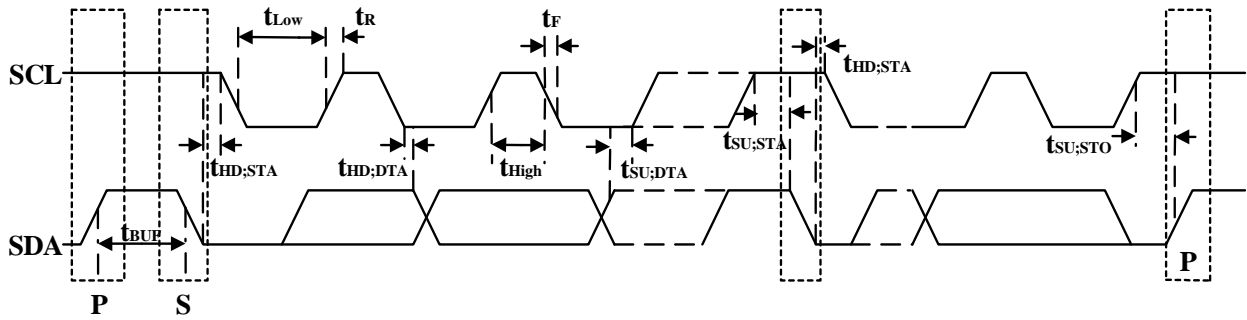 tLow
tR
tF
SCL
tHD;STA
tHD;STA
tHD;DTA
tHigh
tSU;DTA
tSU;STA
tSU;STO
SDA
tBUF
P
S
P